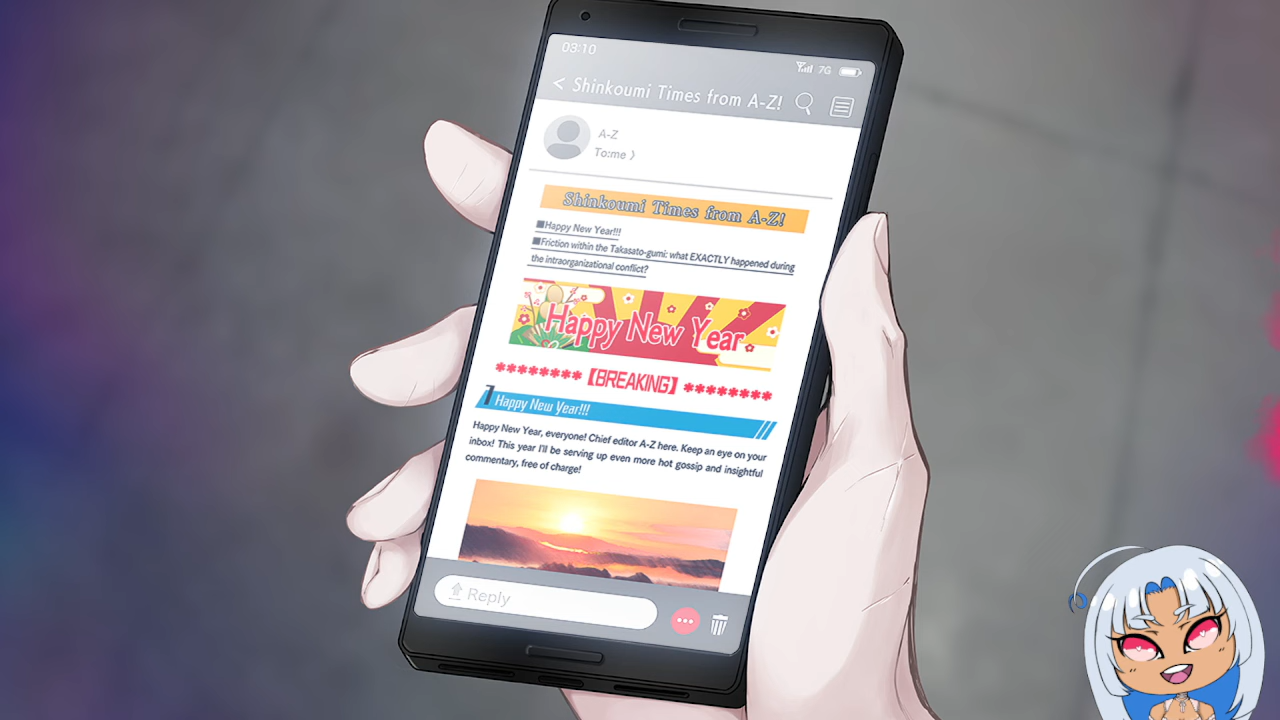 03:10
7G
< Shinkoumi Times from A-Z!
A-Z
To:me 〉
Shinkoumi Times from A-Z!
■Happy New Year!!!
■Friction within the Takasato-gumi: what EXACTLY happened during
the intraorganizational conflict?
Happy New Year
******** 【BREAKING】 ********
1 Happy New Year!!!
Happy New Year, everyone! Chief editor A-Z here. Keep an eye on your
inbox! This year I'll be serving up even more hot gossip and insightful
commentary, free of charge!
Reply